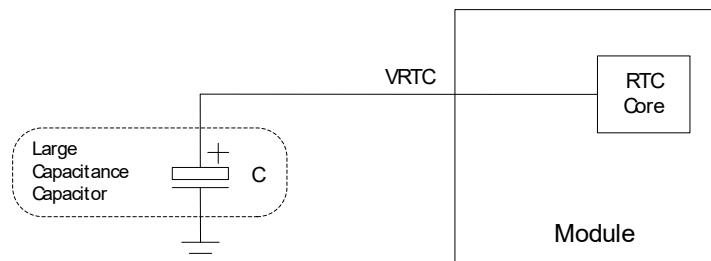 VRTC
RTC
Core
Large
Capacitance
Capacitor
+
C
Module